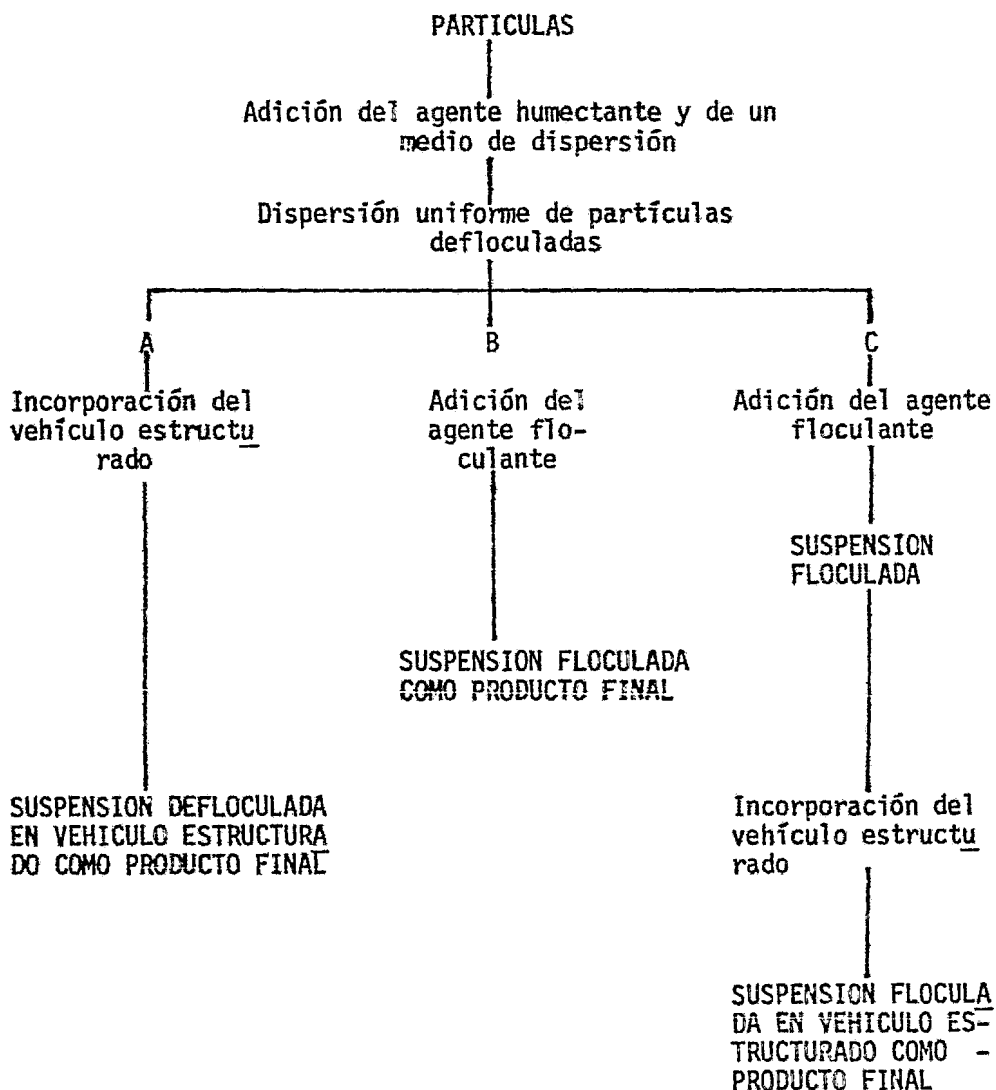 PARTICULAS
Adición del agente humectante y de un
medio de dispersión
Dispersión uniforme de partículas
defloculadas
A
Incorporación del
vehículo estructu
rado
SUSPENSION DEFLOCULADA
EN VEHICULO ESTRUCTURA
DO COMO PRODUCTO FINAL
B
Adición del
agente flo-
culante
SUSPENSION FLOCULADA
COMO PRODUCTO FINAL
C
Adición del agente
floculante
SUSPENSION
FLOCULADA
Incorporación del
vehículo estructu
rado
SUSPENSION FLOCULA
DA EN VEHICULO ES-
TRUCTURADO COMO -
PRODUCTO FINAL